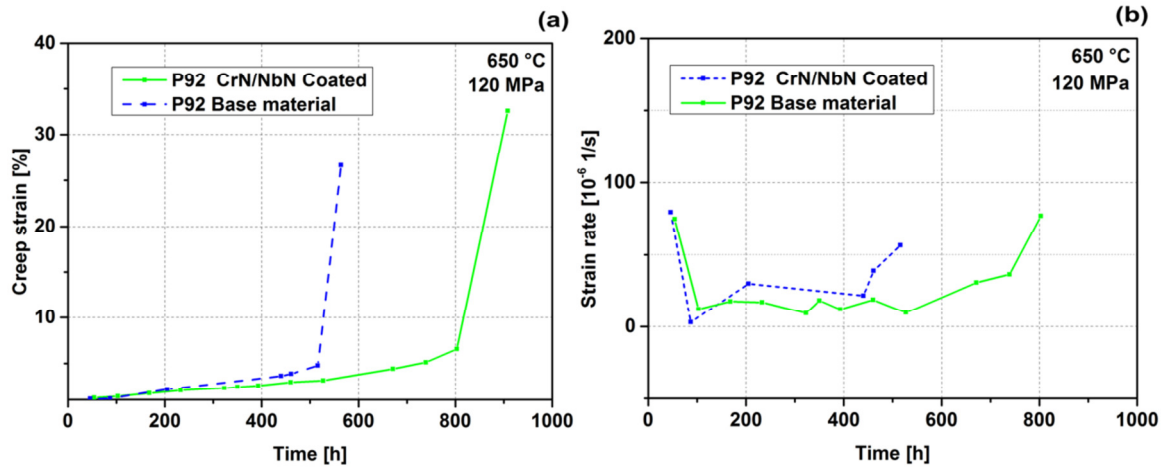 (a)
40
30
20
10
0 200 400 600 800 1000
Creep strain [%]
Time [h]
650 °C
120 MPa
P92 CrN/NbN Coated
P92 Base material
(b)
200
100
0
0 200 400 600 800 1000
Strain rate [10⁻⁶ 1/s]
Time [h]
650 °C
120 MPa
P92 CrN/NbN Coated
P92 Base material